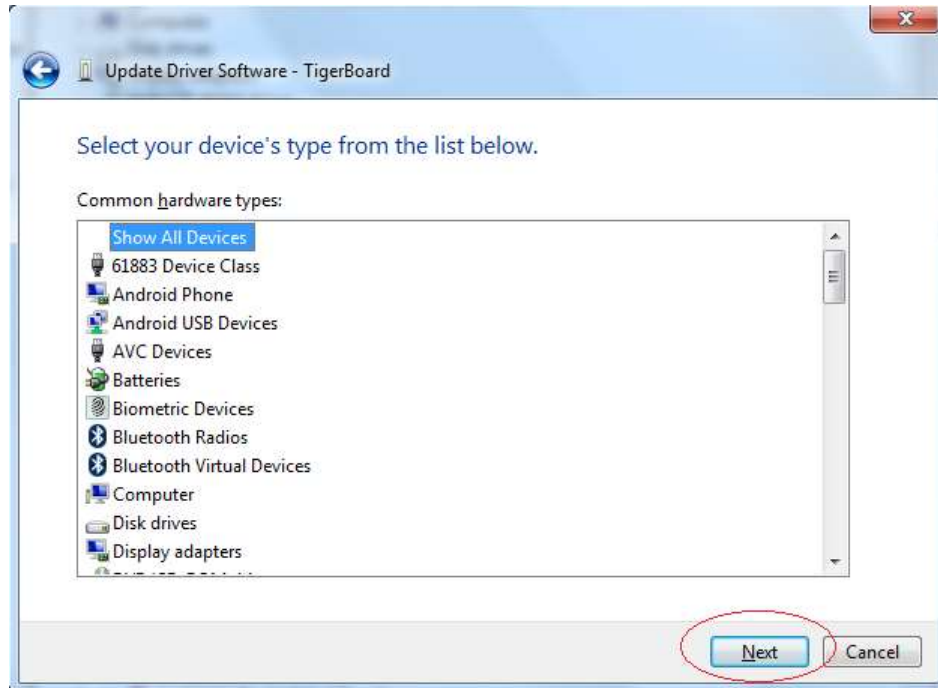 Update Driver Software - TigerBoard
Select your device's type from the list below.
Common hardware types:
Show All Devices
61883 Device Class
Android Phone
Android USB Devices
AVC Devices
Batteries
Biometric Devices
Bluetooth Radios
Bluetooth Virtual Devices
Computer
Disk drives
Display adapters
Next Cancel